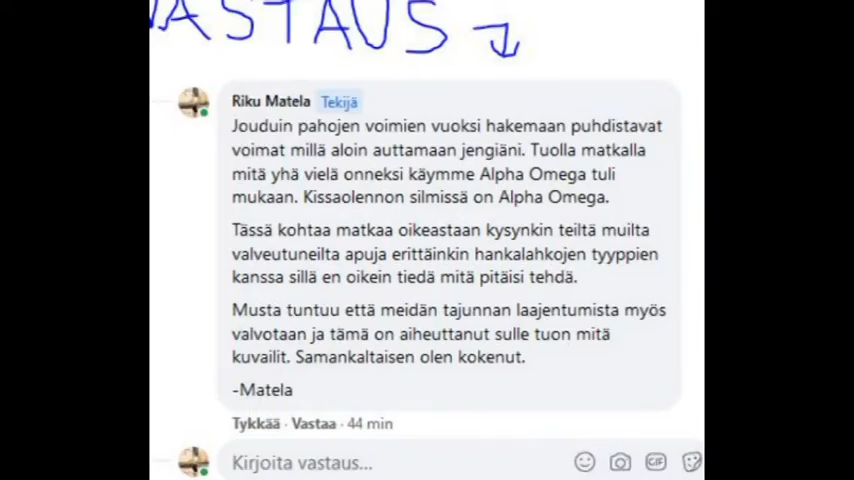 VASTAUS
Riku Matela Tekijä
Jouduin pahojen voimien vuoksi hakemaan puhdistavat
voimat millä aloin auttamaan jengiäni. Tuolla matkalla
mitä yhä vielä onneksi käymme Alpha Omega tuli
mukaan. Kissaolennon silmissä on Alpha Omega.
Tässä kohtaa matkaa oikeastaan kysynkin teiltä muilta
valveutuneilta apuja erittäinkin hankalahkojen tyyppien
kanssa sillä en oikein tiedä mitä pitäisi tehdä.
Musta tuntuu että meidän tajunnan laajentumista myös
valvotaan ja tämä on aiheuttanut sulle tuon mitä
kuvailit. Samankaltaisen olen kokenut.
-Matela
Tykkää · Vastaa · 44 min
Kirjoita vastaus...
GIF